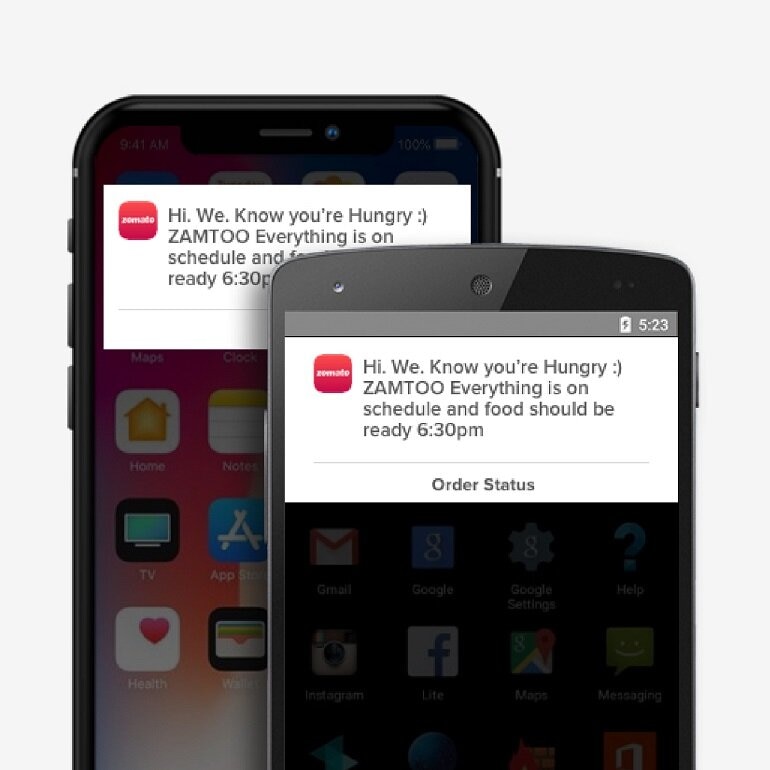 9:41 AM
100%
zomato
Hi. We. Know you're Hungry :)
ZAMTOO Everything is on
schedule and
ready 6:30p
Maps
Clock
Home
Notes
TV
App Store
Health
Wallet
5:23
zomato
Hi. We. Know you're Hungry :)
ZAMTOO Everything is on
schedule and food should be
ready 6:30pm
Order Status
Gmail
Google
Google
Settings
Help
Instagram
Lite
Maps
Messaging